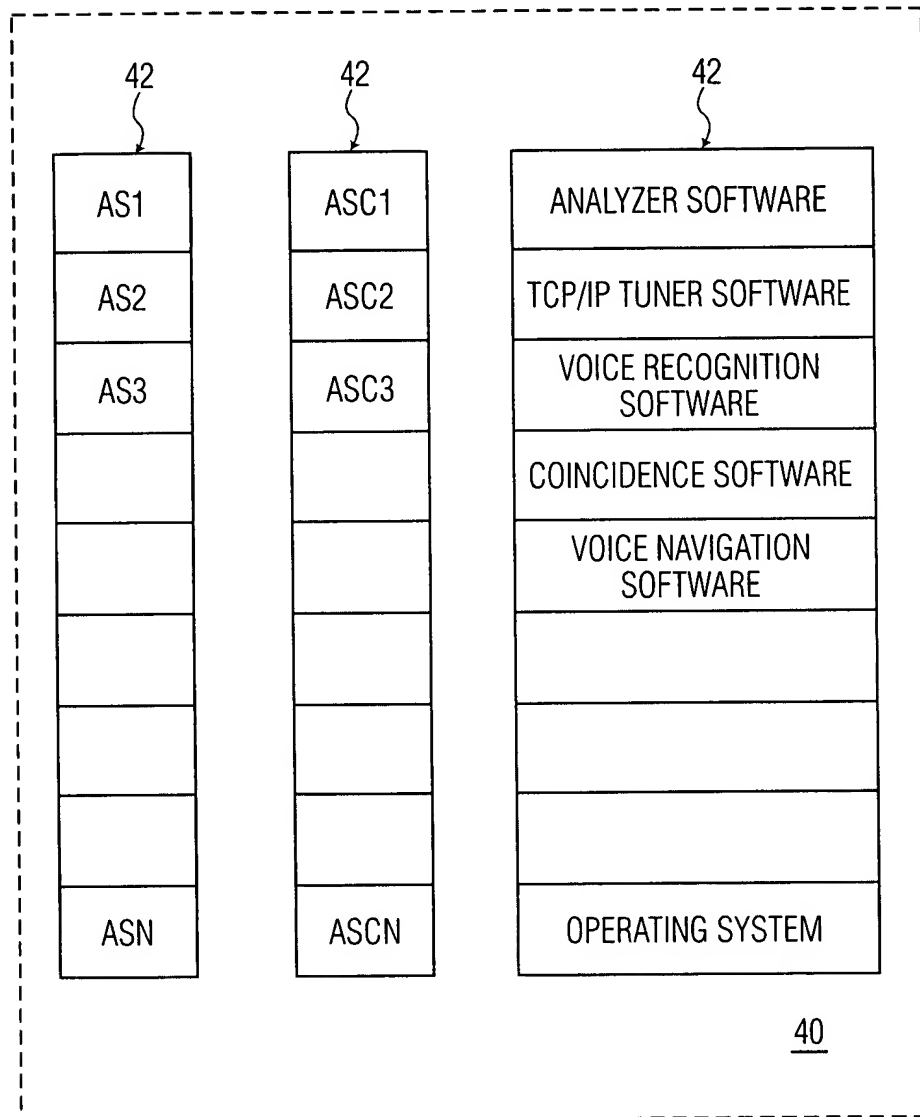 42
42
42
AS1
ASC1
ANALYZER SOFTWARE
AS2
ASC2
TCP/IP TUNER SOFTWARE
AS3
ASC3
VOICE RECOGNITION
SOFTWARE
COINCIDENCE SOFTWARE
VOICE NAVIGATION
SOFTWARE
ASN
ASCN
OPERATING SYSTEM
40